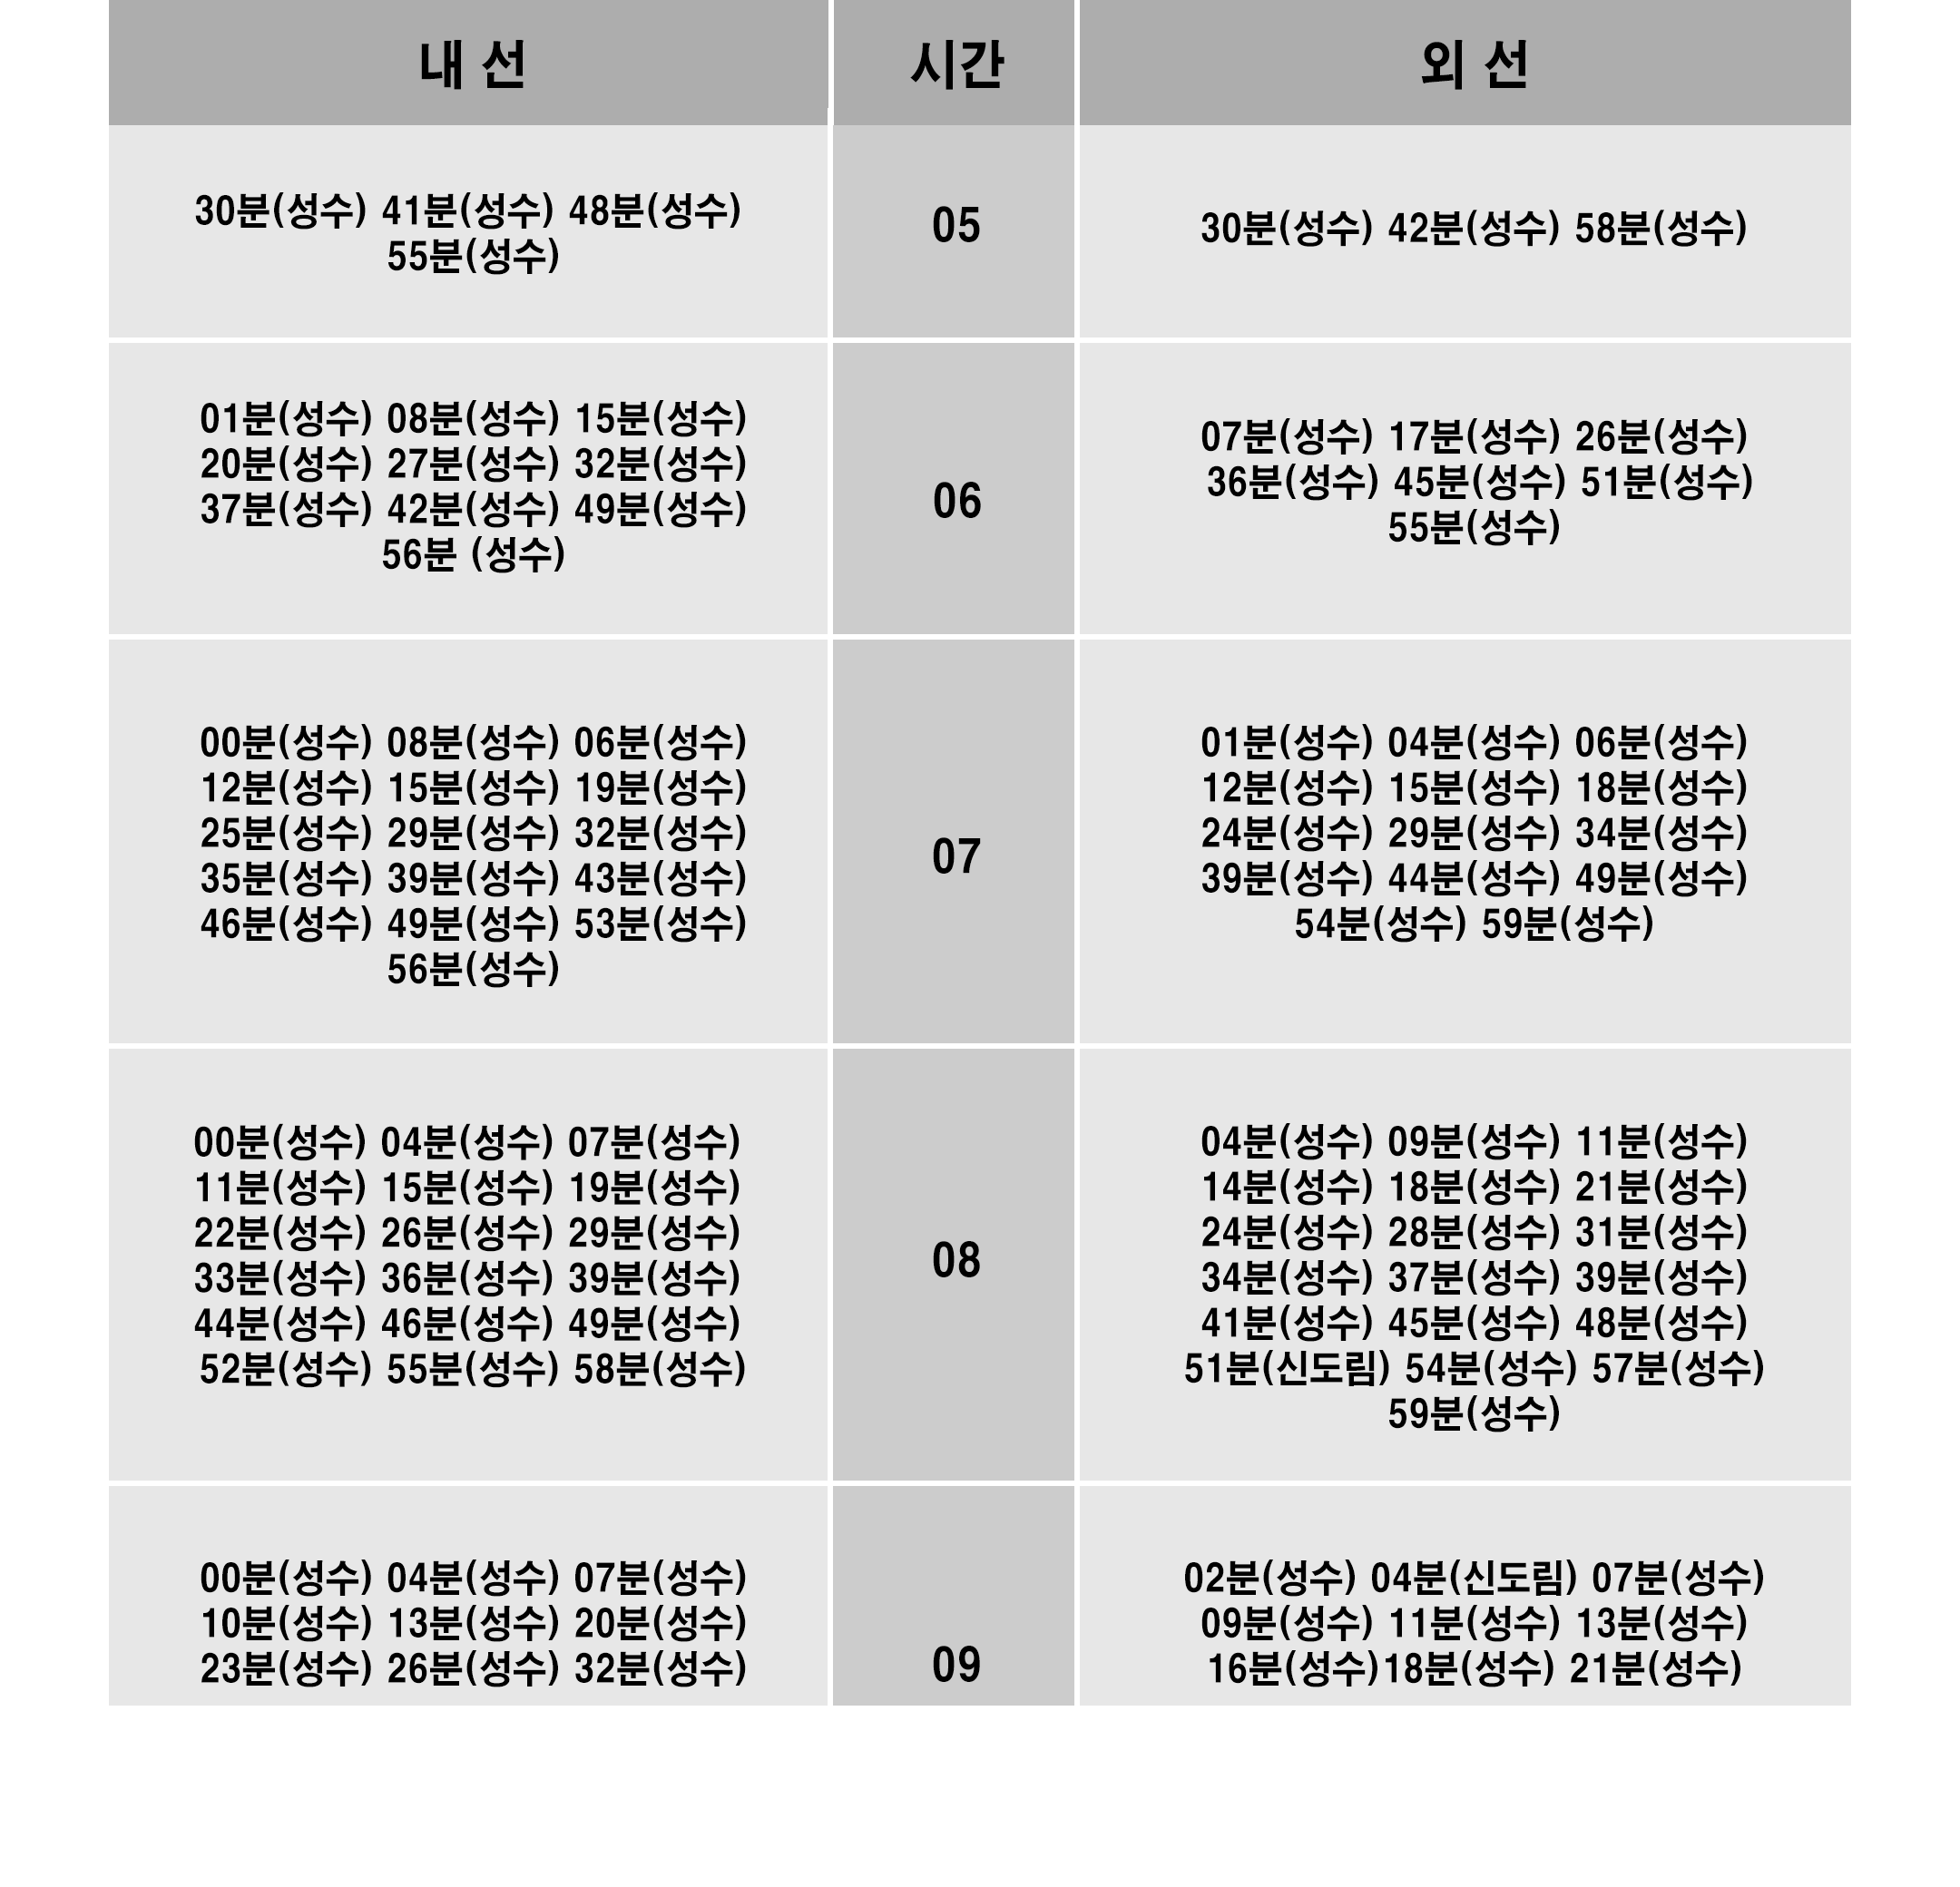 내 선 시간 외 선
30분(성수) 41분(성수) 48분(성수)
55분(성수)
05
30분(성수) 42분(성수) 58분(성수)
01분(성수) 08분(성수) 15분(성수)
20분(성수) 27분(성수) 32분(성수)
37분(성수) 42분(성수) 49분(성수)
56분 (성수)
06
07분(성수) 17분(성수) 26분(성수)
36분(성수) 45분(성수) 51분(성수)
55분(성수)
00분(성수) 08분(성수) 06분(성수)
12분(성수) 15분(성수) 19분(성수)
25분(성수) 29분(성수) 32분(성수)
35분(성수) 39분(성수) 43분(성수)
46분(성수) 49분(성수) 53분(성수)
56분(성수)
07
01분(성수) 04분(성수) 06분(성수)
12분(성수) 15분(성수) 18분(성수)
24분(성수) 29분(성수) 34분(성수)
39분(성수) 44분(성수) 49분(성수)
54분(성수) 59분(성수)
00분(성수) 04분(성수) 07분(성수)
11분(성수) 15분(성수) 19분(성수)
22분(성수) 26분(성수) 29분(성수)
33분(성수) 36분(성수) 39분(성수)
44분(성수) 46분(성수) 49분(성수)
52분(성수) 55분(성수) 58분(성수)
08
04분(성수) 09분(성수) 11분(성수)
14분(성수) 18분(성수) 21분(성수)
24분(성수) 28분(성수) 31분(성수)
34분(성수) 37분(성수) 39분(성수)
41분(성수) 45분(성수) 48분(성수)
51분(신도림) 54분(성수) 57분(성수)
59분(성수)
00분(성수) 04분(성수) 07분(성수)
10분(성수) 13분(성수) 20분(성수)
23분(성수) 26분(성수) 32분(성수)
09
02분(성수) 04분(신도림) 07분(성수)
09분(성수) 11분(성수) 13분(성수)
16분(성수)18분(성수) 21분(성수)